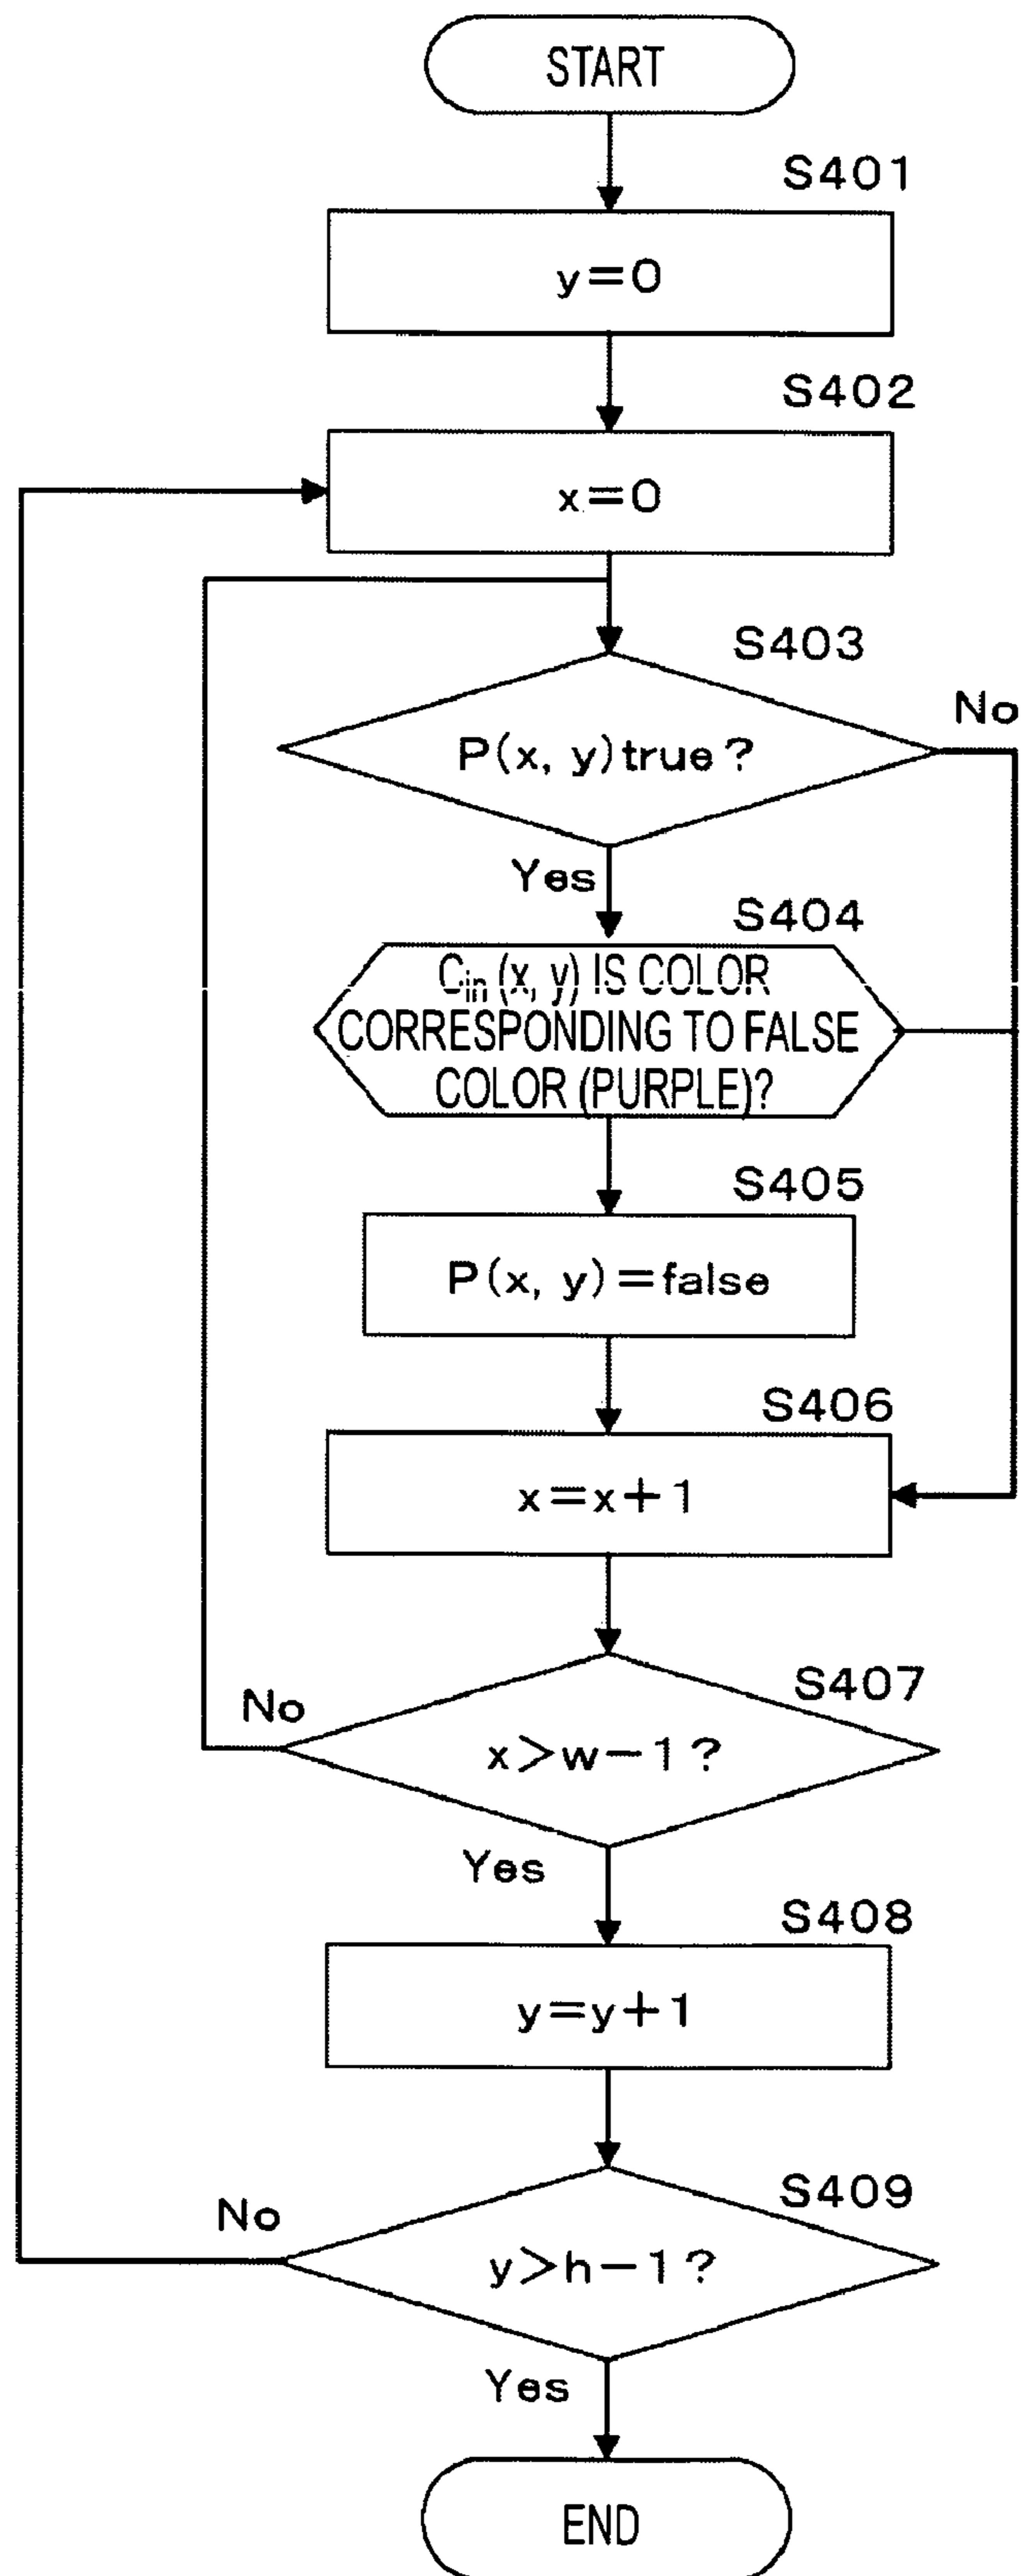 START
S401
y=0
S402
x=0
S403
P(x, y)true?
No
Yes
S404
Cin (x, y) IS COLOR
CORRESPONDING TO FALSE
COLOR (PURPLE)?
S405
P(x, y)=false
S406
x=x+1
S407
No
x>w-1?
Yes
S408
y=y+1
S409
No
y>h-1?
Yes
END